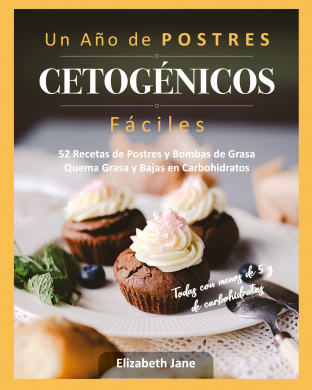 Un Año de POSTRES
CETOGÉNICOS
Fáciles
52 Recetas de Postres y Bombas de Grasa
Quema Grasa y Bajas en Carbohidratos
Todas con menos de 5 g
de carbohidratos
Elizabeth Jane